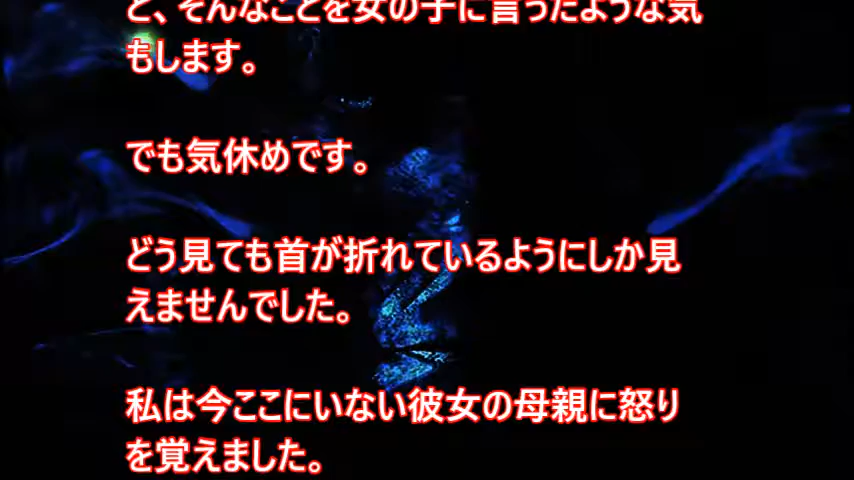 と、そんなことを女の子に言ったような気
もします。
でも気休めです。
どう見ても首が折れているようにしか見
えませんでした。
私は今ここにいない彼女の母親に怒り
を覚えました。